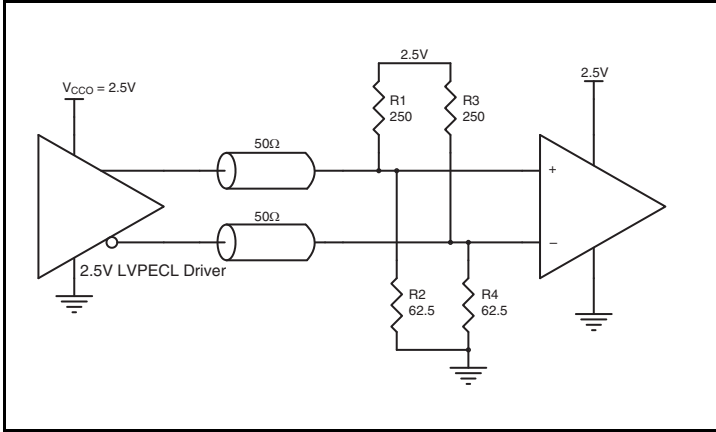 2.5V
2.5V
VCCO = 2.5V
R1
250
R3
250
50Ω
+
50Ω
–
2.5V LVPECL Driver
R2
62.5
R4
62.5